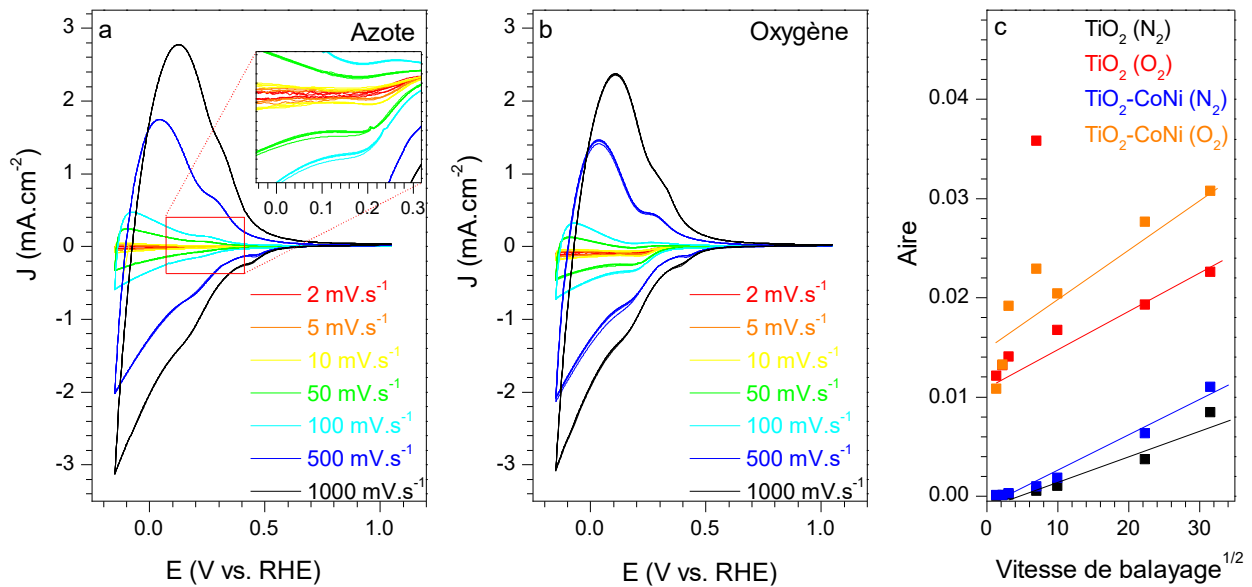 a
Azote
J (mA.cm⁻²)
3
2
1
0
-1
-2
-3
0.0
0.5
1.0
E (V vs. RHE)
0.0
0.1
0.2
0.3
2 mV.s⁻¹
5 mV.s⁻¹
10 mV.s⁻¹
50 mV.s⁻¹
100 mV.s⁻¹
500 mV.s⁻¹
1000 mV.s⁻¹
b
Oxygène
J (mA.cm⁻²)
3
2
1
0
-1
-2
-3
0.0
0.5
1.0
E (V vs. RHE)
2 mV.s⁻¹
5 mV.s⁻¹
10 mV.s⁻¹
50 mV.s⁻¹
100 mV.s⁻¹
500 mV.s⁻¹
1000 mV.s⁻¹
c
TiO₂ (N₂)
TiO₂ (O₂)
TiO₂-CoNi (N₂)
TiO₂-CoNi (O₂)
Aire
0.04
0.03
0.02
0.01
0.00
0
10
20
30
Vitesse de balayage¹ᐟ²